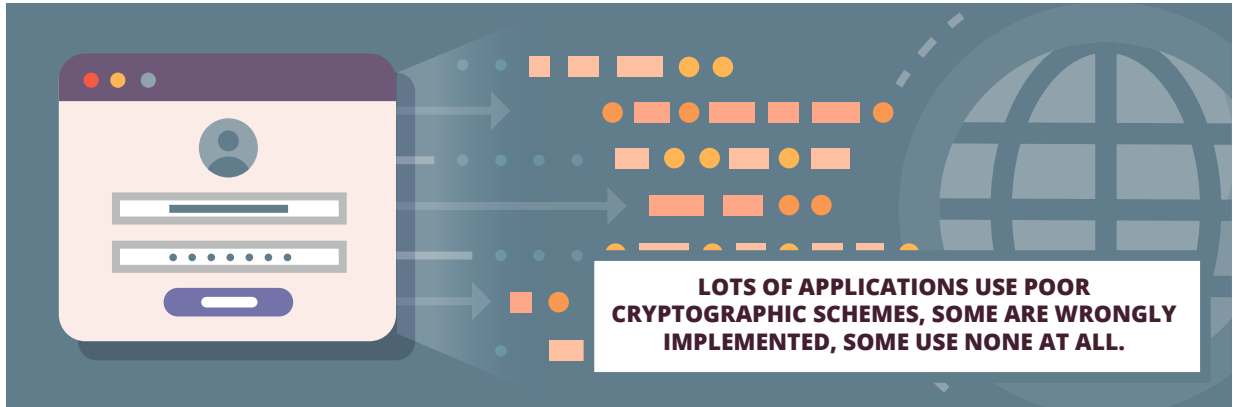 LOTS OF APPLICATIONS USE POOR
CRYPTOGRAPHIC SCHEMES, SOME ARE WRONGLY
IMPLEMENTED, SOME USE NONE AT ALL.